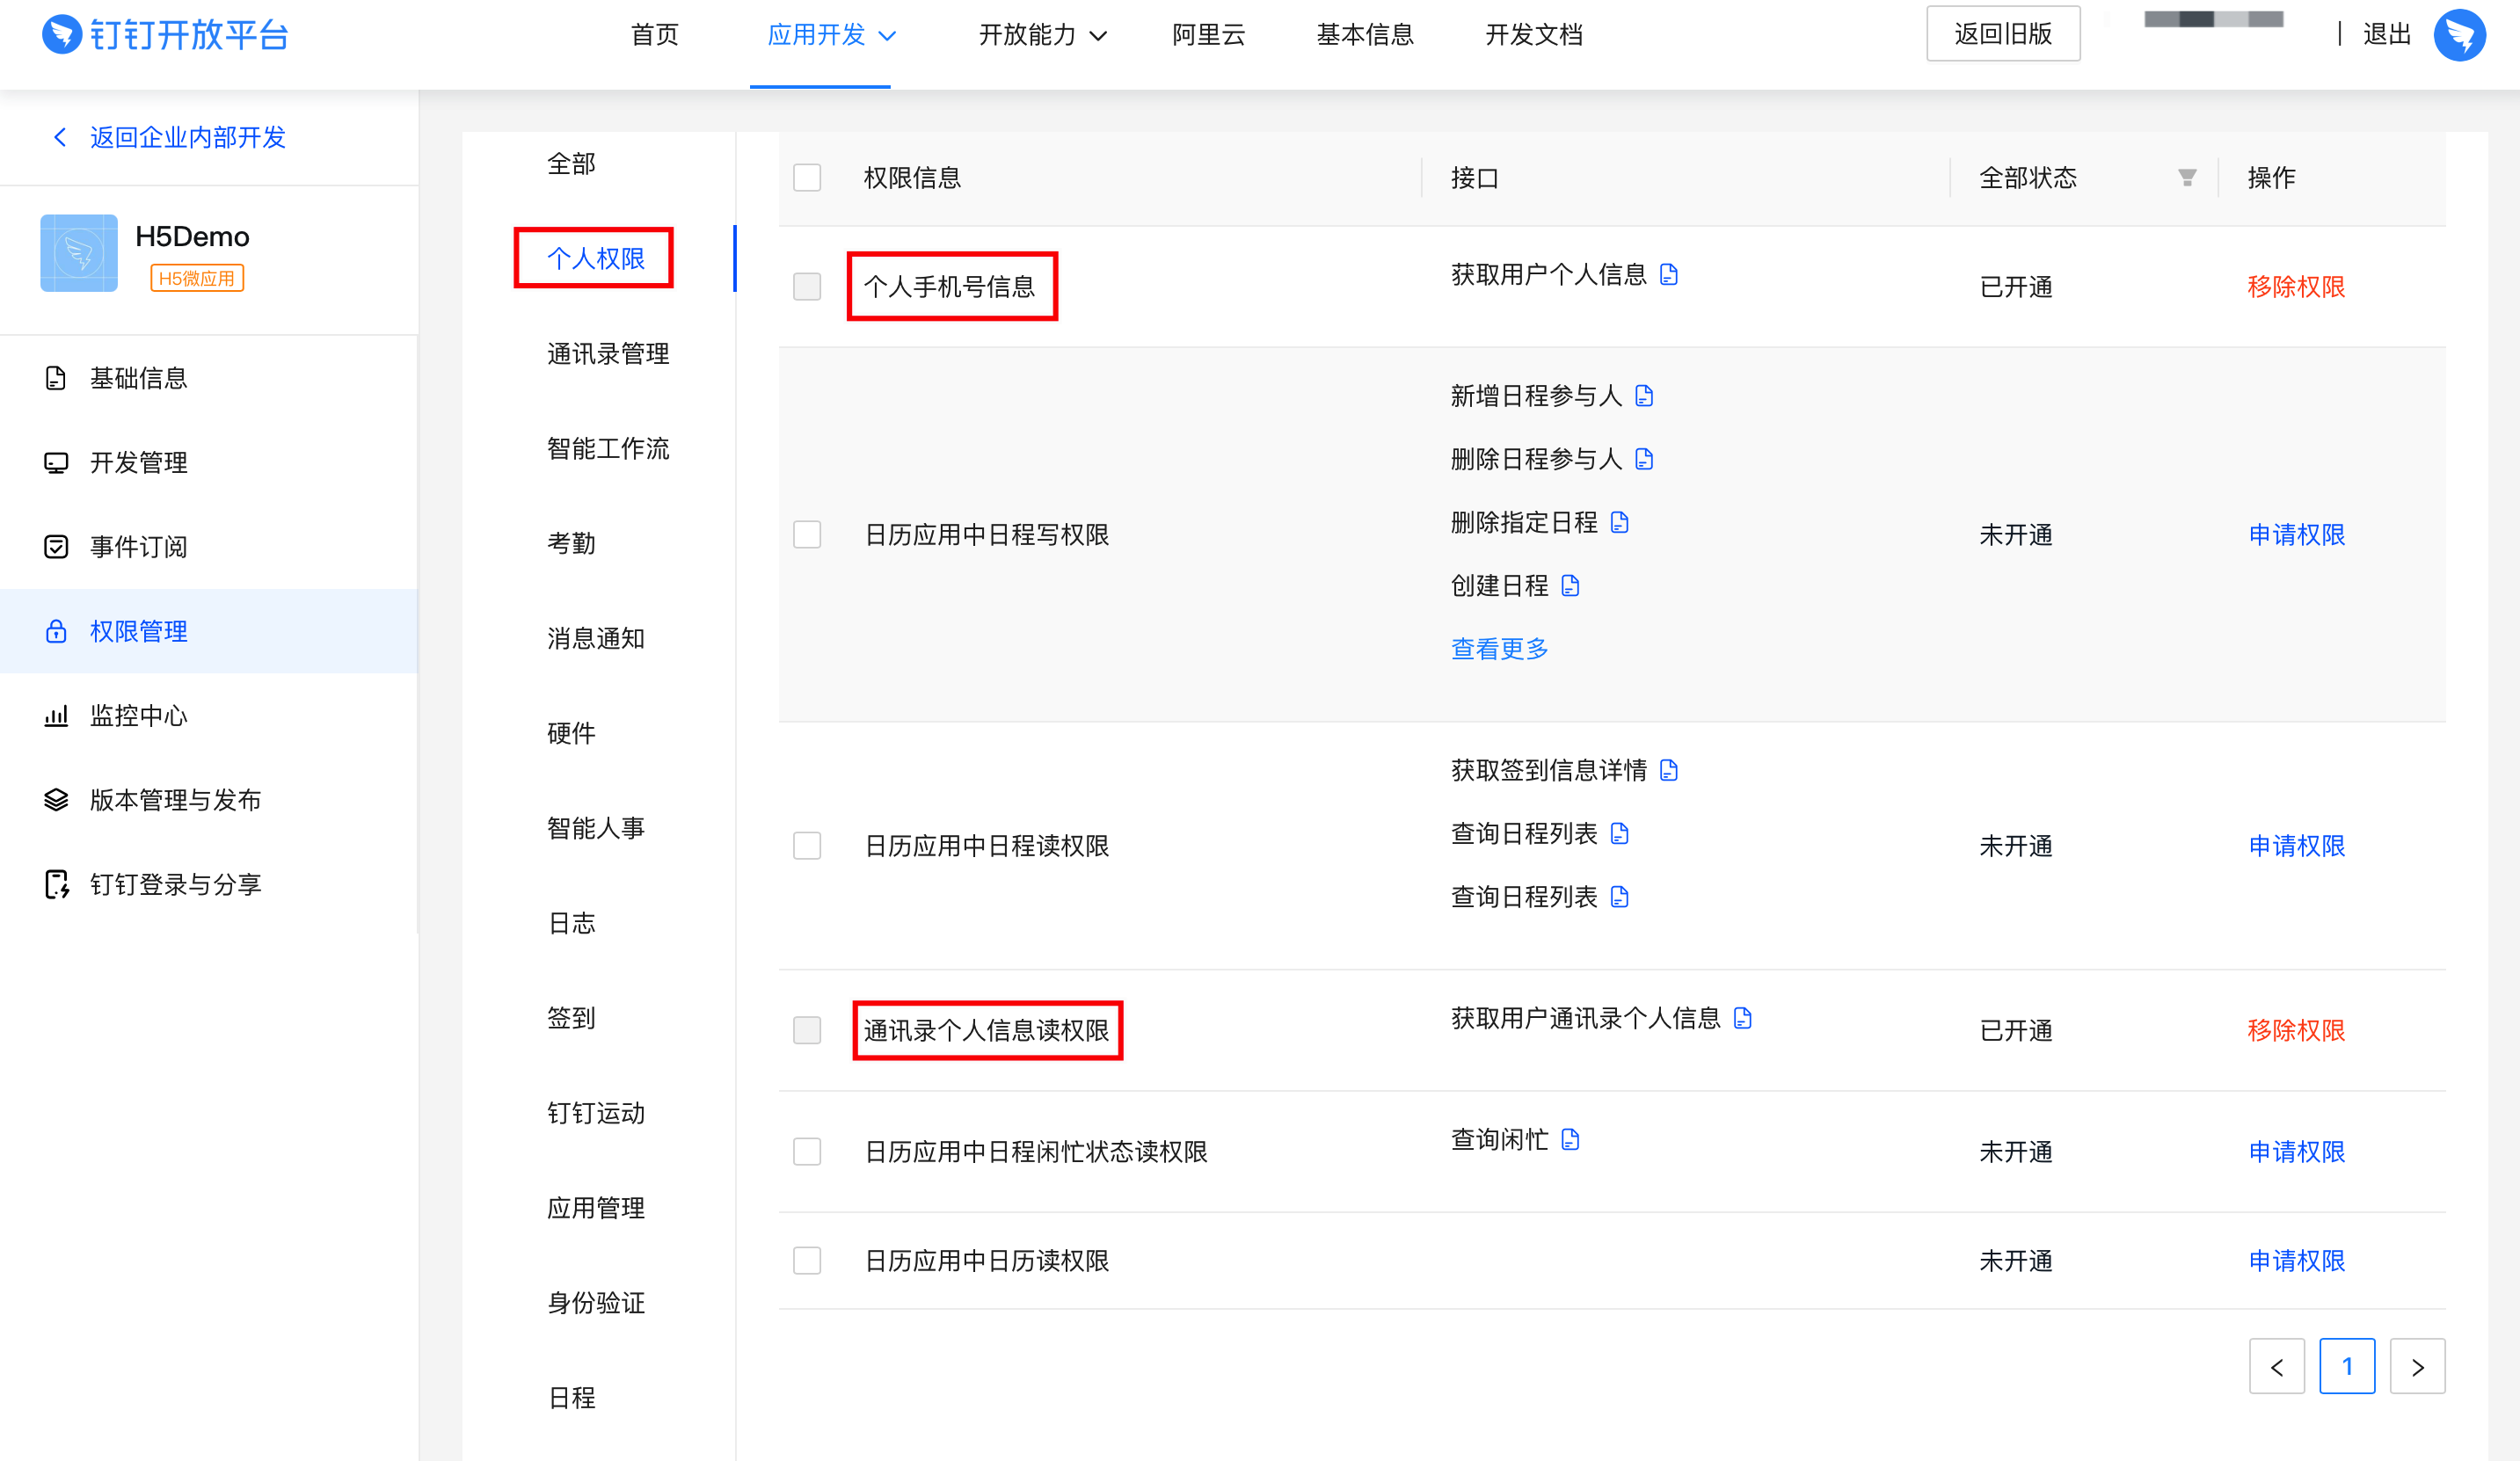 钉钉开放平台
首页
应用开发
开放能力
阿里云
基本信息
开发文档
返回旧版
退出
返回企业内部开发
H5Demo
H5微应用
基础信息
开发管理
事件订阅
权限管理
监控中心
版本管理与发布
钉钉登录与分享
全部
个人权限
通讯录管理
智能工作流
考勤
消息通知
硬件
智能人事
日志
签到
钉钉运动
应用管理
身份验证
日程
权限信息
接口
全部状态
操作
个人手机号信息
获取用户个人信息
已开通
移除权限
日历应用中日程写权限
新增日程参与人
删除日程参与人
删除指定日程
创建日程
查看更多
未开通
申请权限
日历应用中日程读权限
获取签到信息详情
查询日程列表
查询日程列表
未开通
申请权限
通讯录个人信息读权限
获取用户通讯录个人信息
已开通
移除权限
日历应用中日程闲忙状态读权限
查询闲忙
未开通
申请权限
日历应用中日历读权限
未开通
申请权限
1